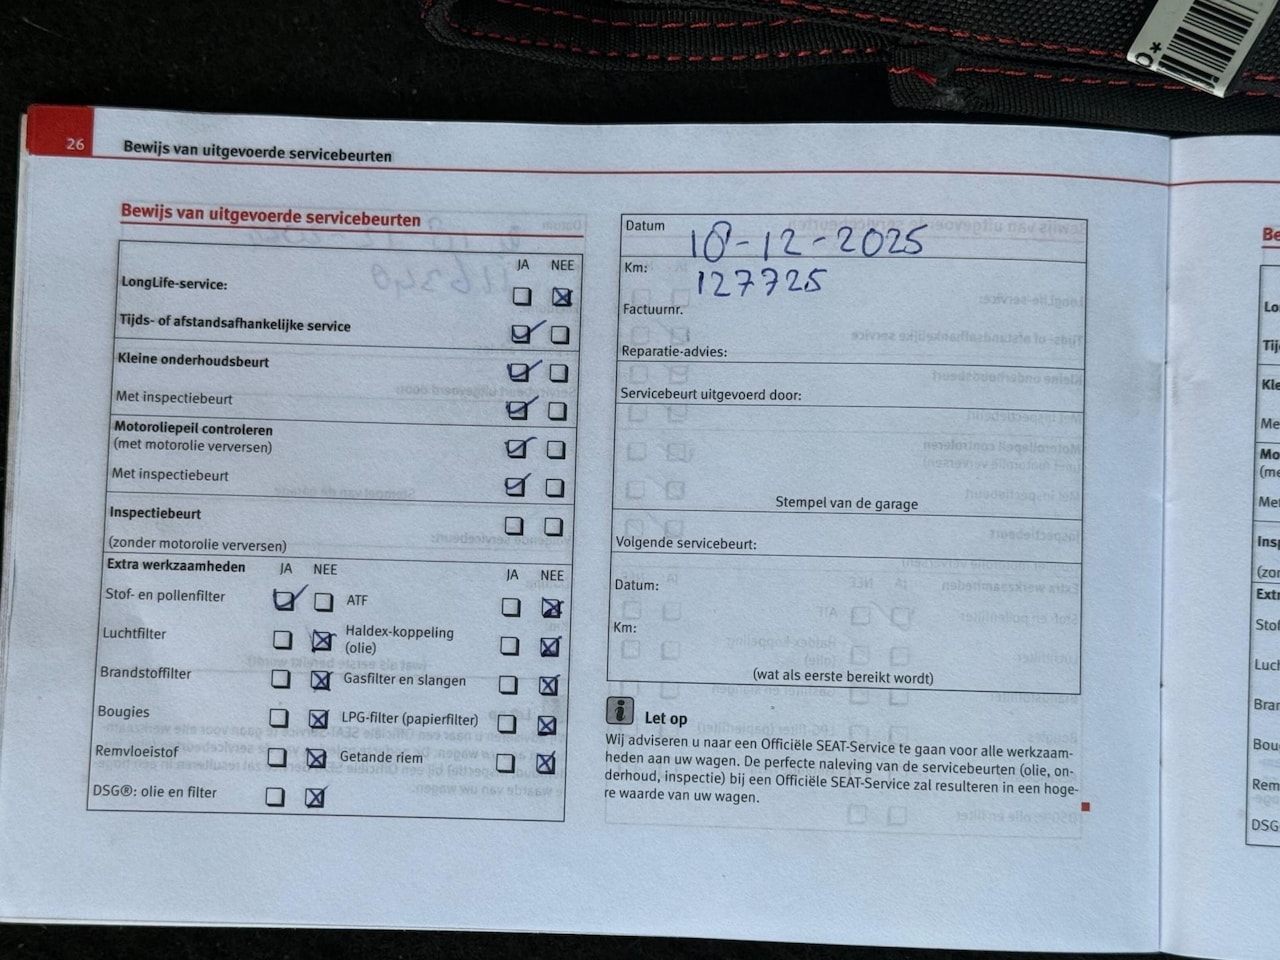 26
Bewijs van uitgevoerde servicebeurten
Bewijs van uitgevoerde servicebeurten
JA NEE
LongLife-service:
Tijds- of afstandsafhankelijke service
Kleine onderhoudsbeurt
Met inspectiebeurt
Motoroliepeil controleren
(met motorolie verversen)
Met inspectiebeurt
Inspectiebeurt
(zonder motorolie verversen)
Extra werkzaamheden JA NEE JA NEE
Stof- en pollenfilter ATF
Luchtfilter Haldex-koppeling
(olie)
Brandstoffilter Gasfilter en slangen
Bougies LPG-filter (papierfilter)
Remvloeistof Getande riem
DSG®: olie en filter
Datum 18-12-2025
Km: 127725
Factuurnr.
Reparatie-advies:
Servicebeurt uitgevoerd door:
Stempel van de garage
Volgende servicebeurt:
Datum:
Km:
(wat als eerste bereikt wordt)
i Let op
Wij adviseren u naar een Officiële SEAT-Service te gaan voor alle werkzaam-
heden aan uw wagen. De perfecte naleving van de servicebeurten (olie, on-
derhoud, inspectie) bij een Officiële SEAT-Service zal resulteren in een hoge-
re waarde van uw wagen.